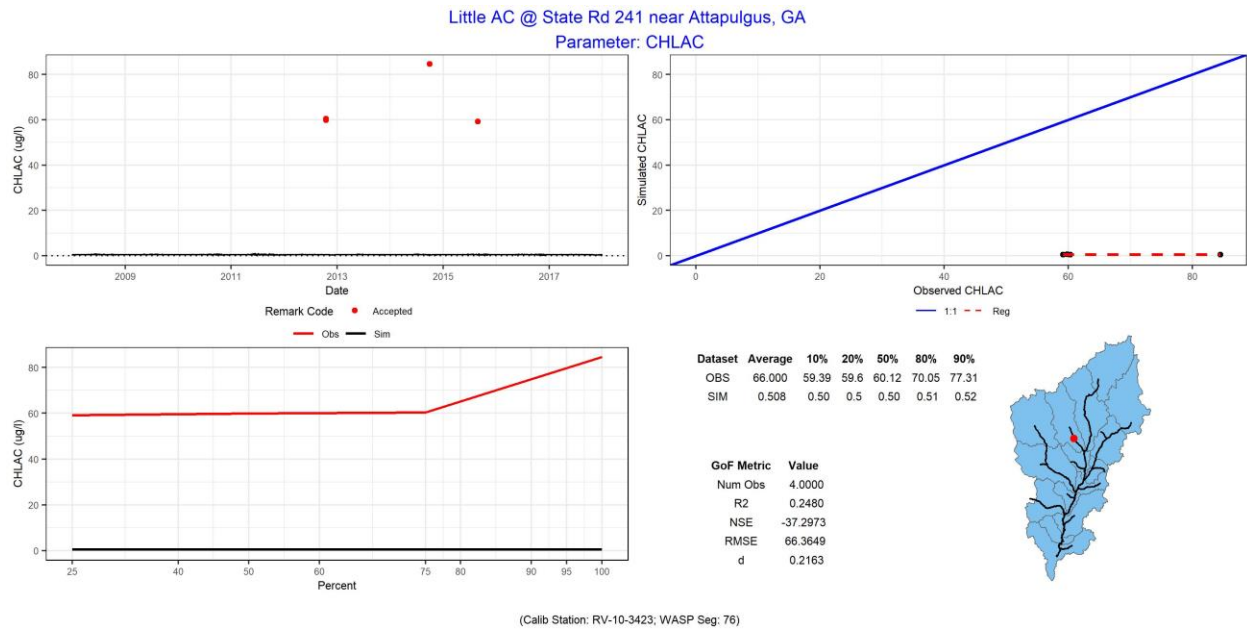 Little AC @ State Rd 241 near Attapulgus, GA
Parameter: CHLAC
CHLAC (ug/l)
80
60
40
20
0
2009 2011 2013 2015 2017
Date
Remark Code Accepted
Simulated CHLAC
80
60
40
20
0
0 20 40 60 80
Observed CHLAC
1:1 Reg
Obs Sim
CHLAC (ug/l)
80
60
40
20
0
25 40 50 60 75 80 90 95 100
Percent
Dataset Average 10% 20% 50% 80% 90%
OBS 66.000 59.39 59.6 60.12 70.05 77.31
SIM 0.508 0.50 0.5 0.50 0.51 0.52
GoF Metric Value
Num Obs 4.0000
R2 0.2480
NSE -37.2973
RMSE 66.3649
d 0.2163
(Calib Station: RV-10-3423; WASP Seg: 76)